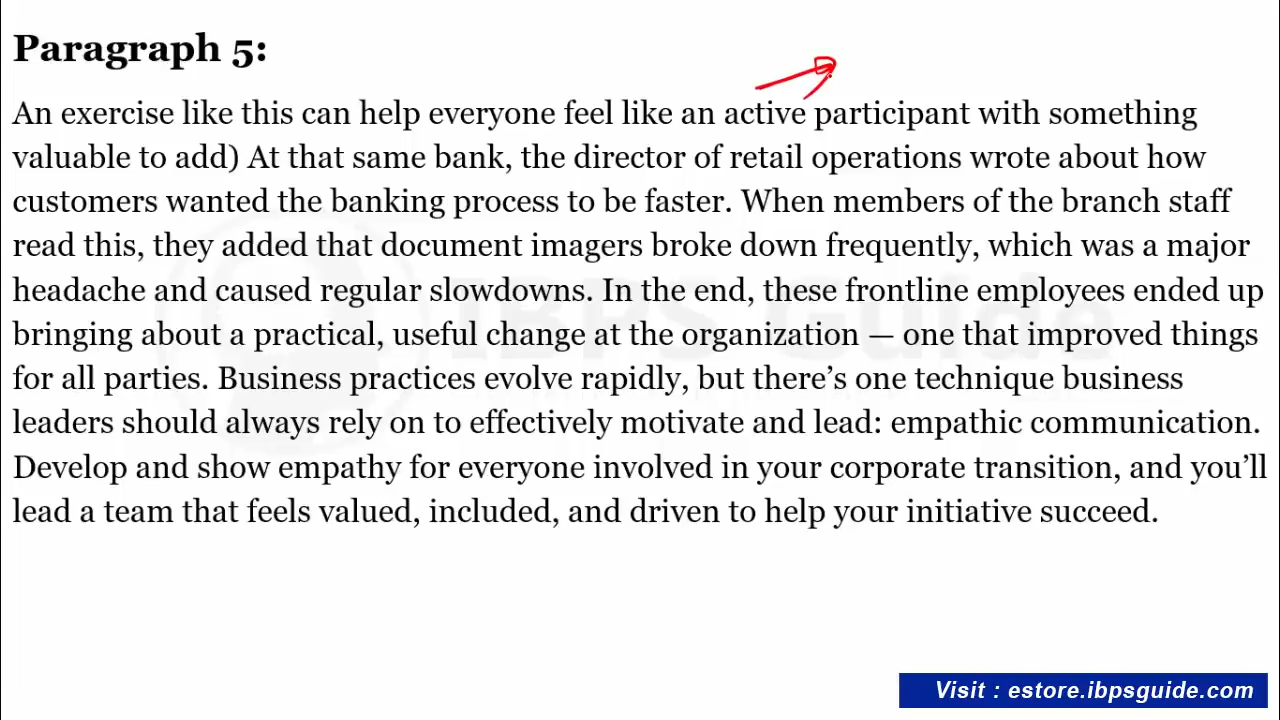 Paragraph 5:
An exercise like this can help everyone feel like an active participant with something
valuable to add) At that same bank, the director of retail operations wrote about how
customers wanted the banking process to be faster. When members of the branch staff
read this, they added that document imagers broke down frequently, which was a major
headache and caused regular slowdowns. In the end, these frontline employees ended up
bringing about a practical, useful change at the organization — one that improved things
for all parties. Business practices evolve rapidly, but there’s one technique business
leaders should always rely on to effectively motivate and lead: empathic communication.
Develop and show empathy for everyone involved in your corporate transition, and you’ll
lead a team that feels valued, included, and driven to help your initiative succeed.
IBPS Guide
Visit : estore.ibpsguide.com